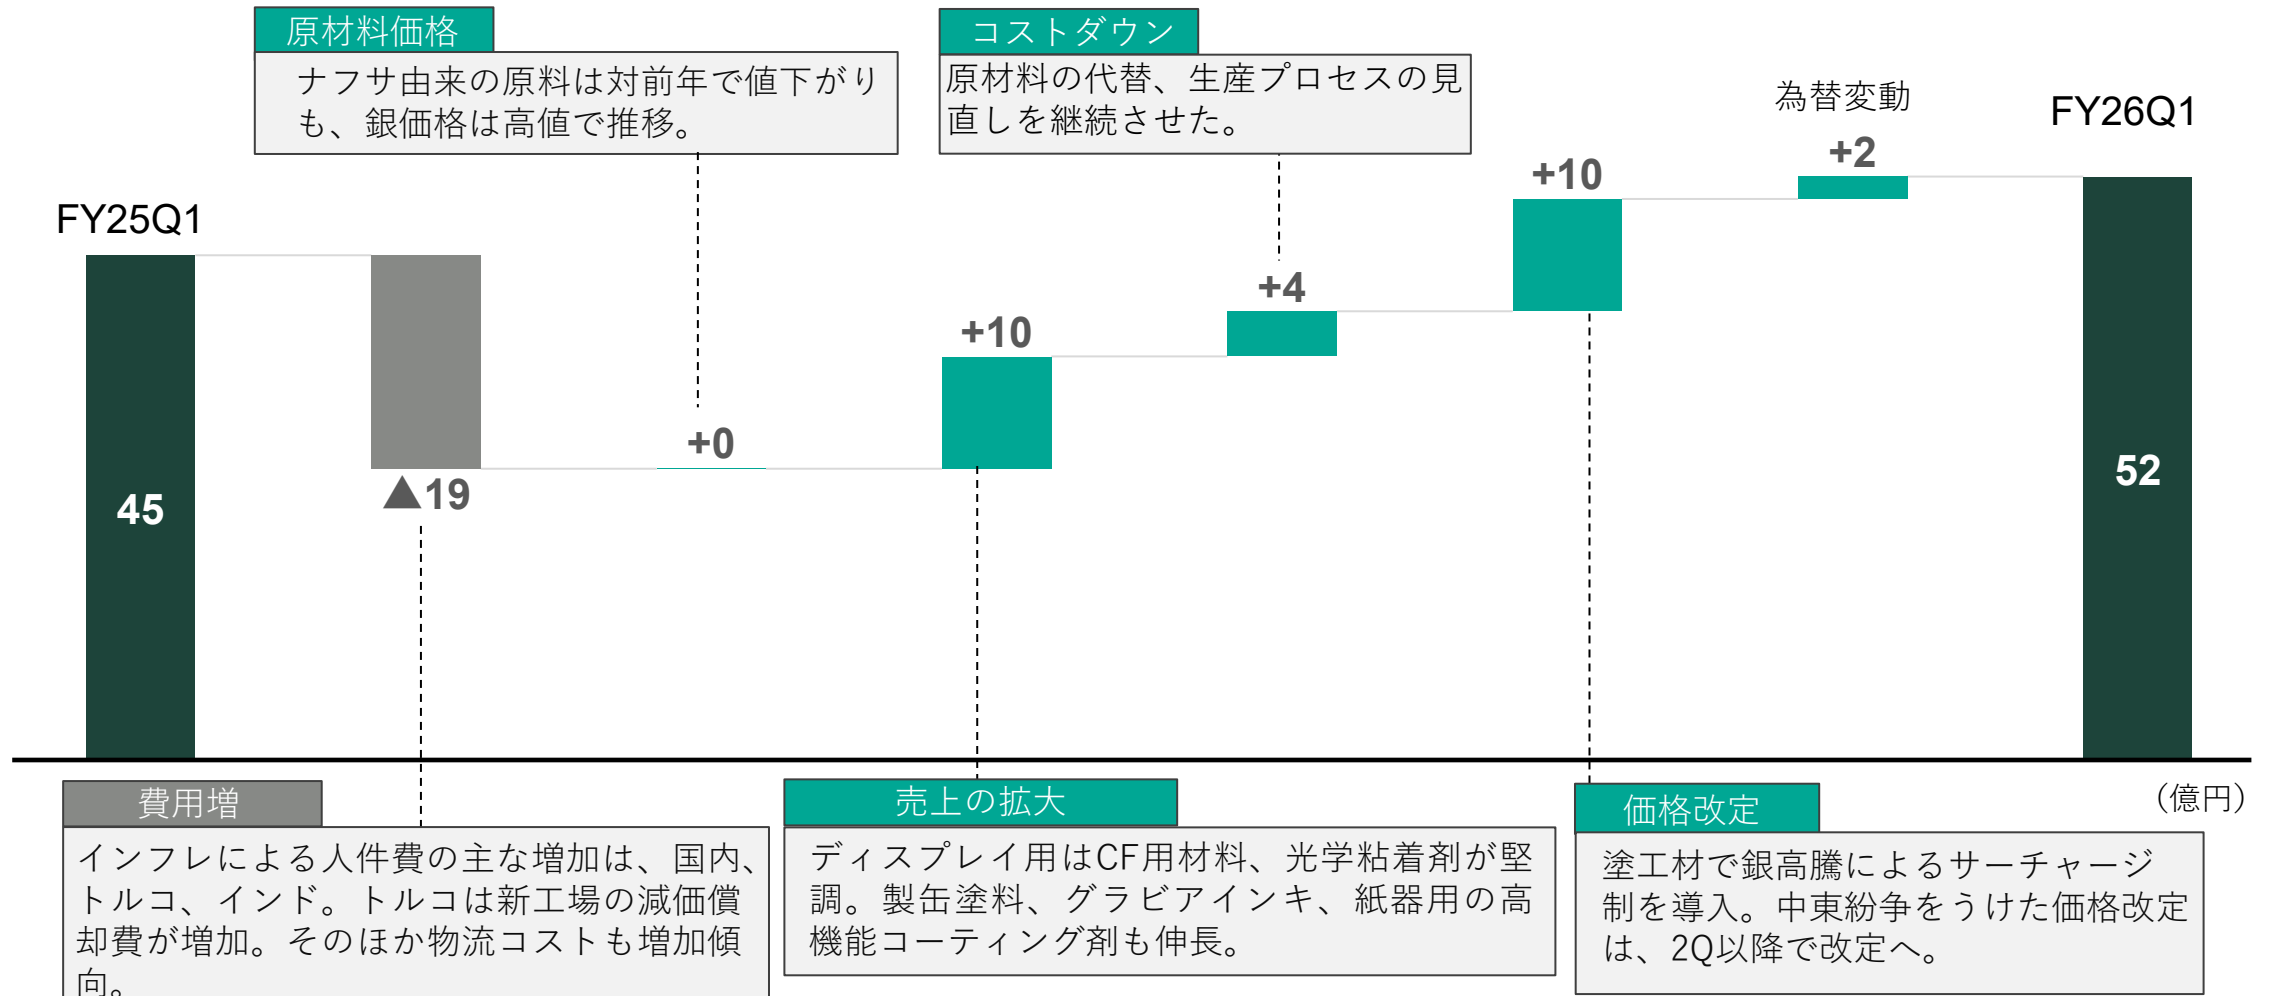 原材料価格
ナフサ由来の原料は対前年で値下がり
も、銀価格は高値で推移。
コストダウン
原材料の代替、生産プロセスの見
直しを継続させた。
為替変動
FY26Q1
+2
+10
FY25Q1
+4
+10
+0
▲19
45
52
(億円)
費用増
インフレによる人件費の主な増加は、国内、
トルコ、インド。トルコは新工場の減価償
却費が増加。そのほか物流コストも増加傾
向。
売上の拡大
ディスプレイ用はCF用材料、光学粘着剤が堅
調。製缶塗料、グラビアインキ、紙器用の高
機能コーティング剤も伸長。
価格改定
塗工材で銀高騰によるサーチャージ
制を導入。中東紛争をうけた価格改定
は、2Q以降で改定へ。